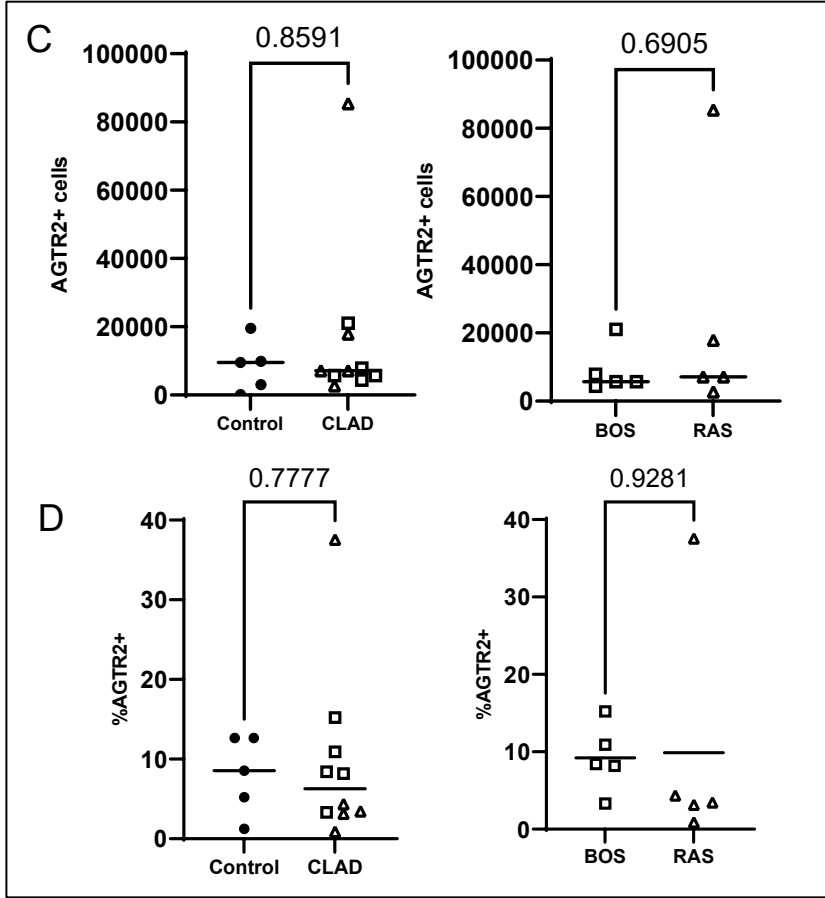 C
0.8591
100000
80000
60000
40000
20000
0
AGTR2+ cells
Control CLAD
0.6905
100000
80000
60000
40000
20000
0
AGTR2+ cells
BOS RAS
D
0.7777
40
30
20
10
0
%AGTR2+
Control CLAD
0.9281
40
30
20
10
0
%AGTR2+
BOS RAS